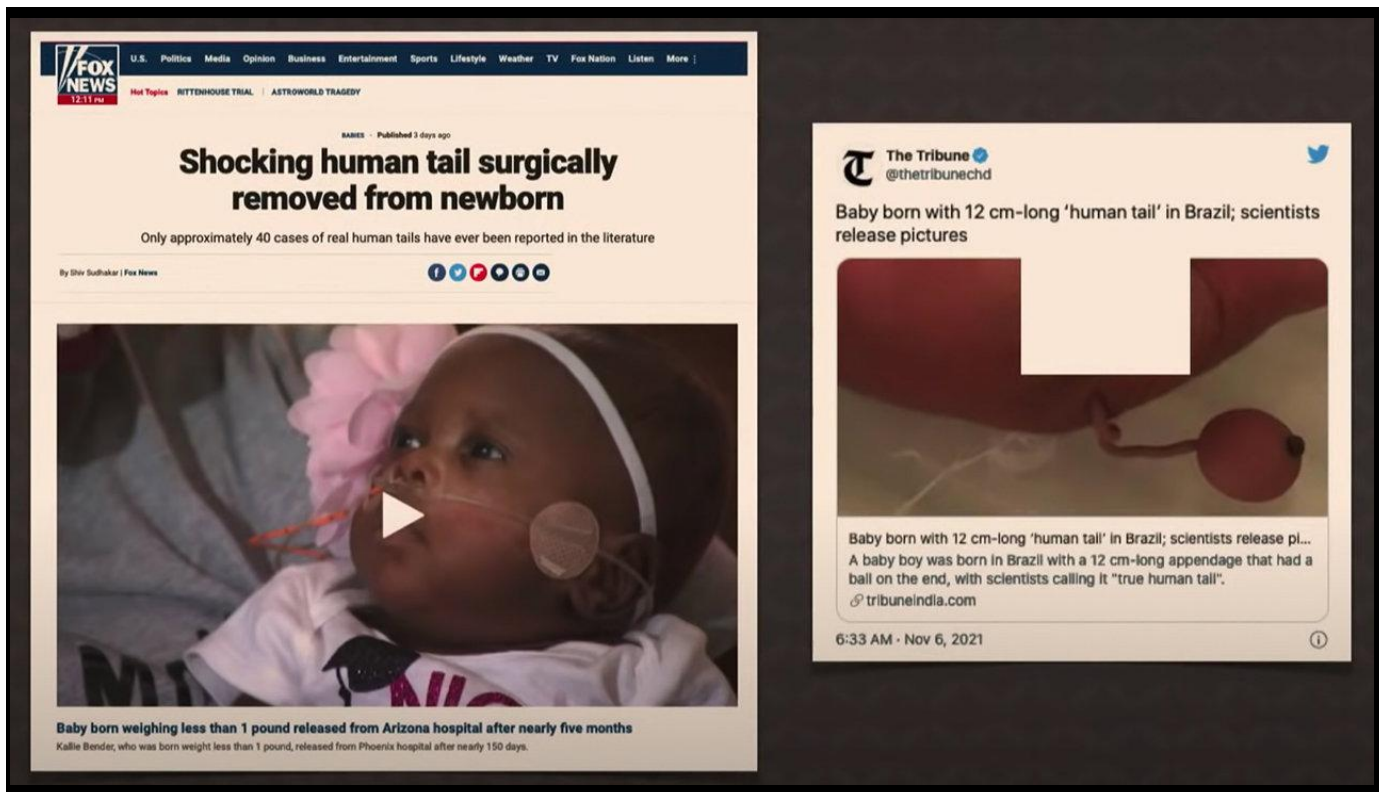 FOX
NEWS
12:11 PM
U.S. Politics Media Opinion Business Entertainment Sports Lifestyle Weather TV Fox Nation Listen More
Hot Topics RITTENHOUSE TRIAL | ASTROWORLD TRAGEDY
BABIES · Published 3 days ago
Shocking human tail surgically
removed from newborn
Only approximately 40 cases of real human tails have ever been reported in the literature
By Shiv Sudhakar | Fox News
NIC
Baby born weighing less than 1 pound released from Arizona hospital after nearly five months
Kallie Bender, who was born weight less than 1 pound, released from Phoenix hospital after nearly 150 days.
The Tribune
@thetribunechd
Baby born with 12 cm-long ‘human tail’ in Brazil; scientists
release pictures
Baby born with 12 cm-long ‘human tail’ in Brazil; scientists release pi...
A baby boy was born in Brazil with a 12 cm-long appendage that had a
ball on the end, with scientists calling it "true human tail".
tribuneindia.com
6:33 AM · Nov 6, 2021